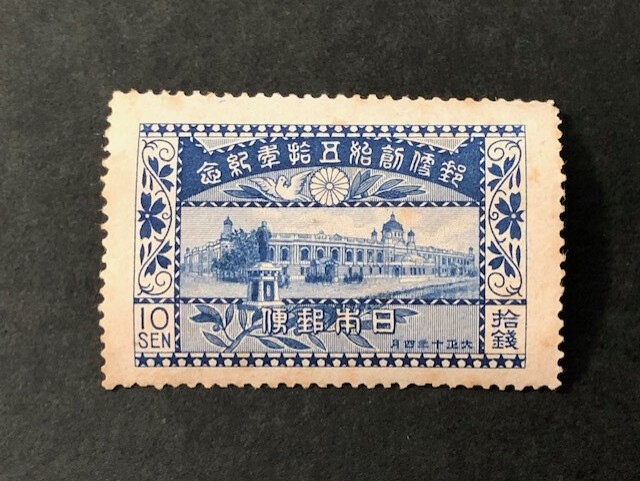 郵便創始五拾年紀念
日本郵便
大正十年四月
10
SEN
拾錢